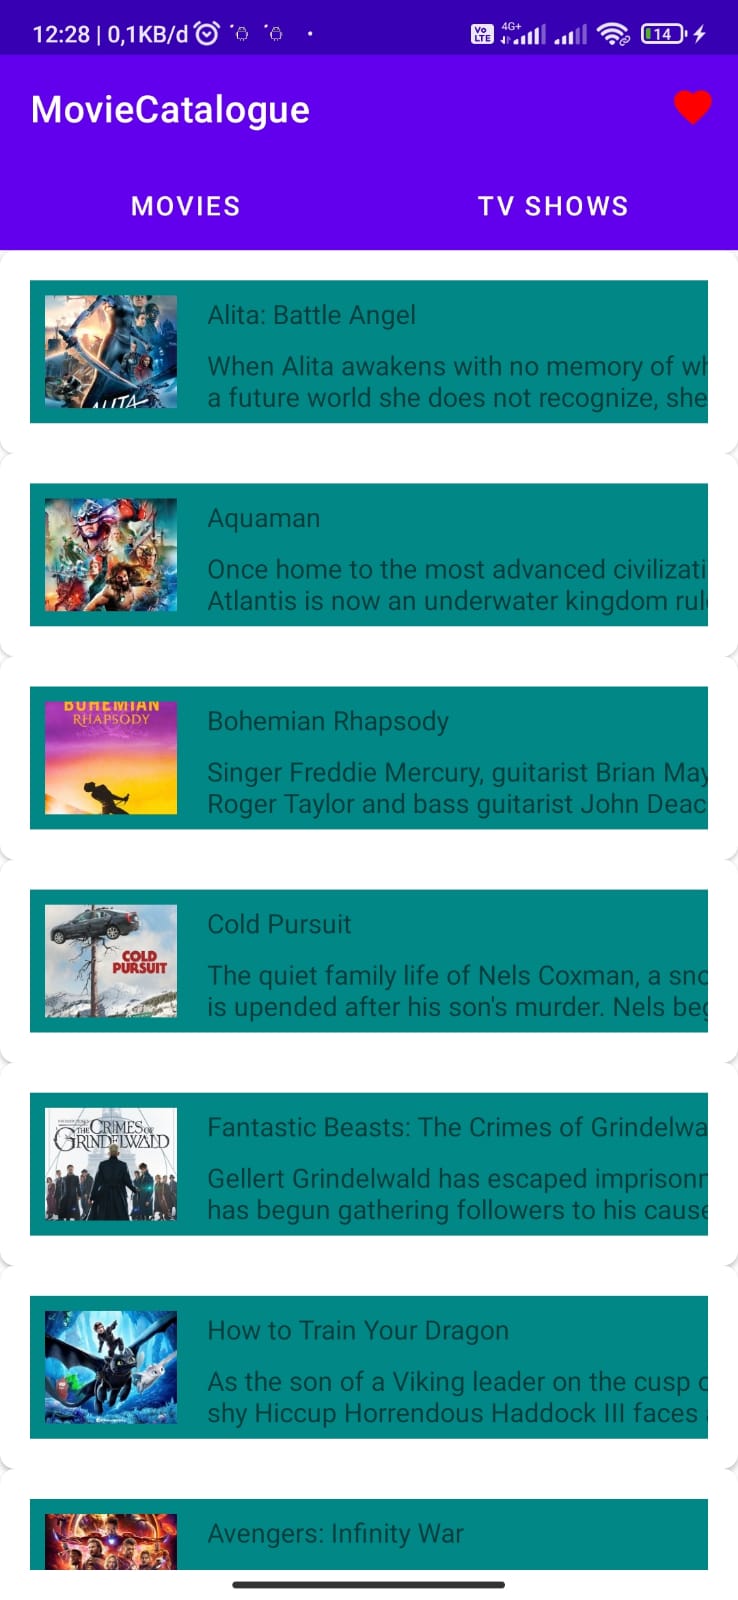 12:28 | 0,1KB/d
Vo LTE
4G+
14
MovieCatalogue
MOVIES
TV SHOWS
ALITA
Alita: Battle Angel
When Alita awakens with no memory of wh
a future world she does not recognize, she
Aquaman
Once home to the most advanced civilizati
Atlantis is now an underwater kingdom rul
BOHEMIAN
RHAPSODY
Bohemian Rhapsody
Singer Freddie Mercury, guitarist Brian May
Roger Taylor and bass guitarist John Deac
COLD
PURSUIT
Cold Pursuit
The quiet family life of Nels Coxman, a sno
is upended after his son's murder. Nels beg
THE CRIMES OF
GRINDELWALD
Fantastic Beasts: The Crimes of Grindelwa
Gellert Grindelwald has escaped imprisonn
has begun gathering followers to his cause
How to Train Your Dragon
As the son of a Viking leader on the cusp o
shy Hiccup Horrendous Haddock III faces
Avengers: Infinity War